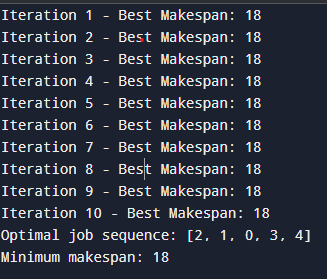 Iteration 1 - Best Makespan: 18
Iteration 2 - Best Makespan: 18
Iteration 3 - Best Makespan: 18
Iteration 4 - Best Makespan: 18
Iteration 5 - Best Makespan: 18
Iteration 6 - Best Makespan: 18
Iteration 7 - Best Makespan: 18
Iteration 8 - Best Makespan: 18
Iteration 9 - Best Makespan: 18
Iteration 10 - Best Makespan: 18
Optimal job sequence: [2, 1, 0, 3, 4]
Minimum makespan: 18